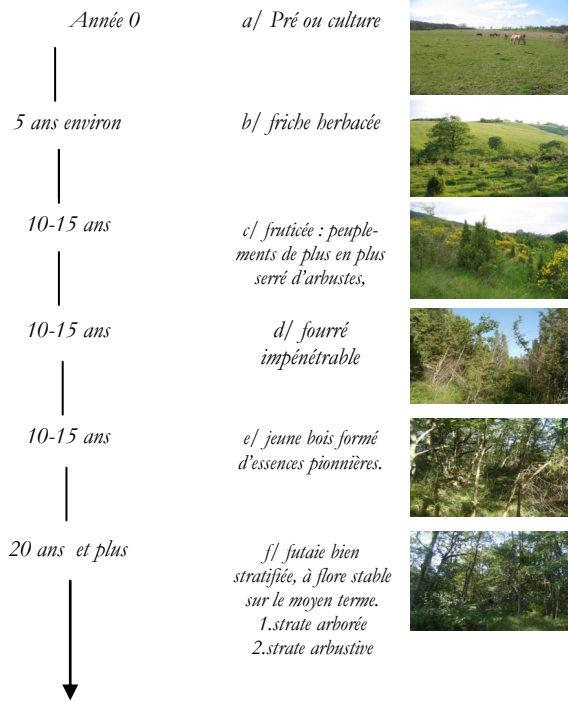 Année 0
a/ Pré ou culture
5 ans environ
b/ friche herbacée
10-15 ans
c/ fruticée : peuple-
ments de plus en plus
serré d'arbustes,
10-15 ans
d/ fourré
impénétrable
10-15 ans
e/ jeune bois formé
d'essences pionnières.
20 ans et plus
f/ futaie bien
stratifiée, à flore stable
sur le moyen terme.
1.strate arborée
2.strate arbustive